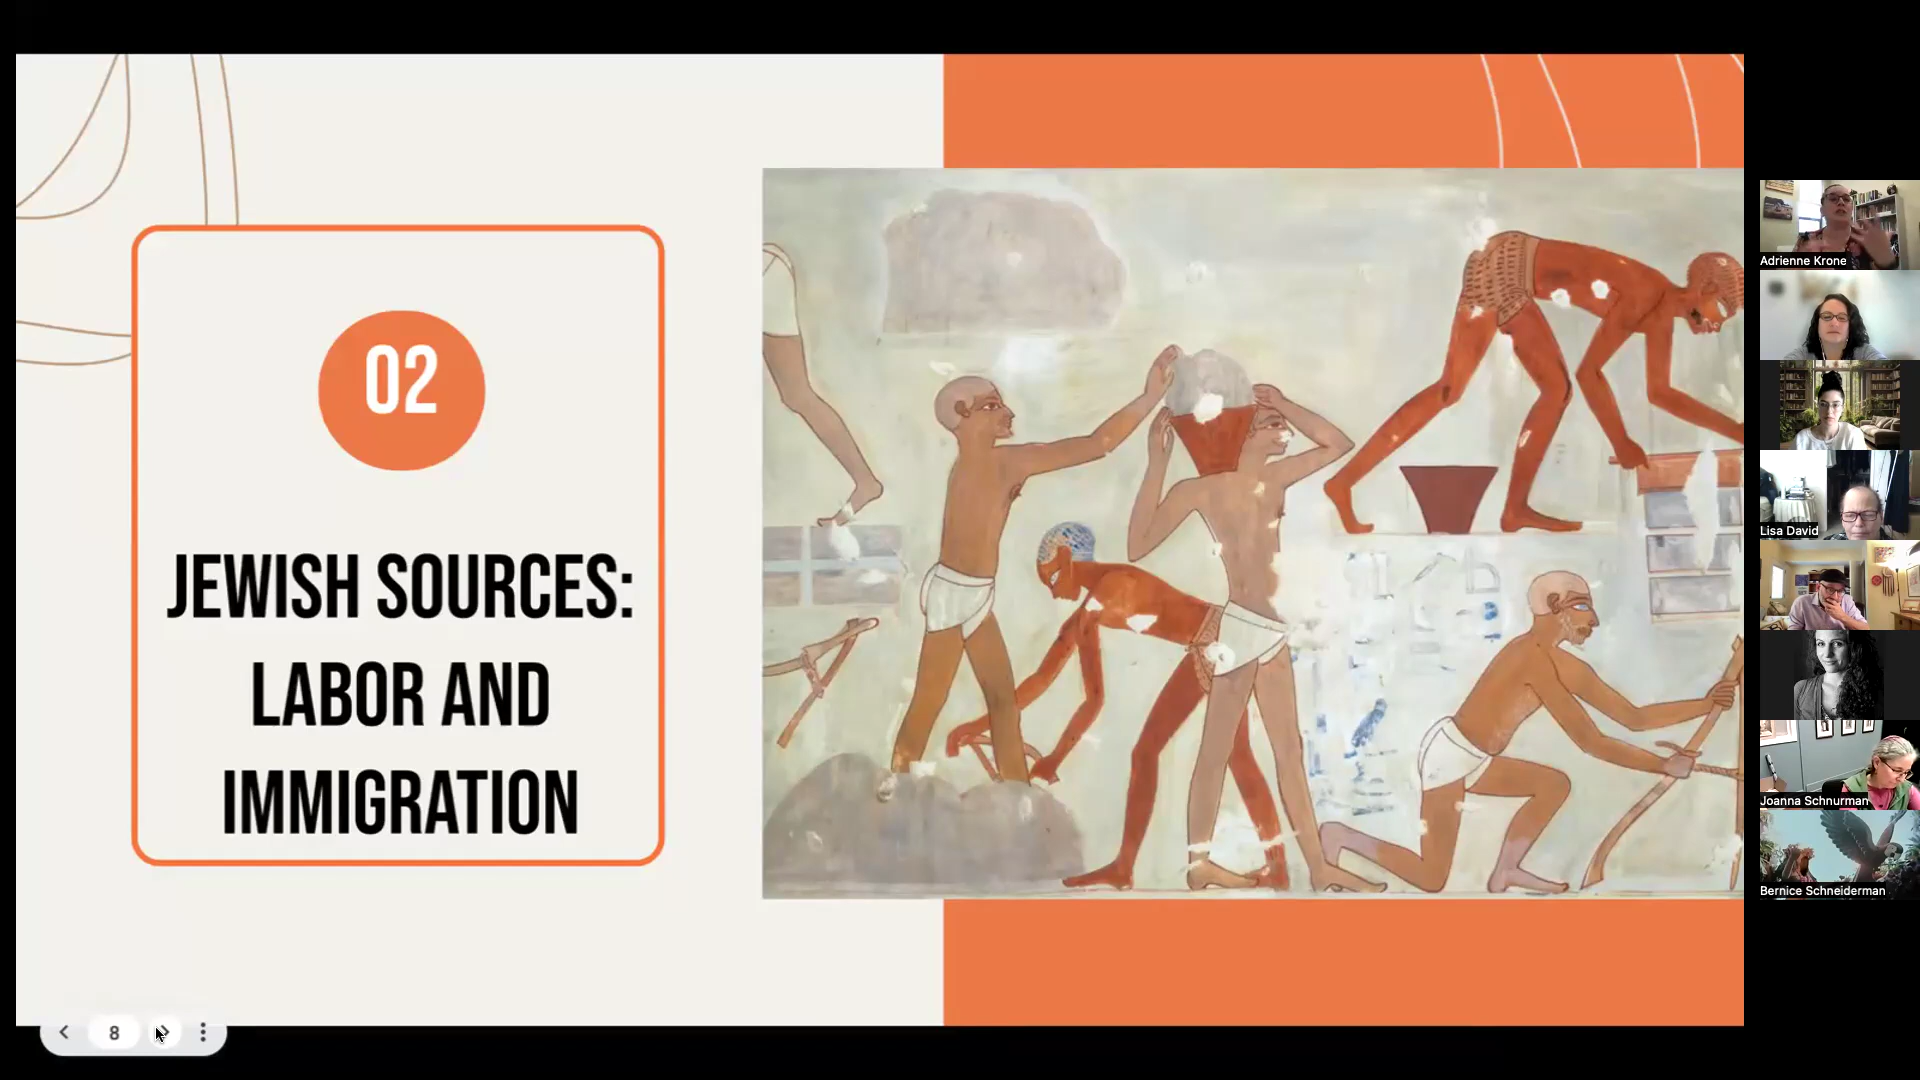 02
JEWISH SOURCES:
LABOR AND
IMMIGRATION
8
Adrienne Krone
Lisa David
Joanna Schnurman
Bernice Schneiderman